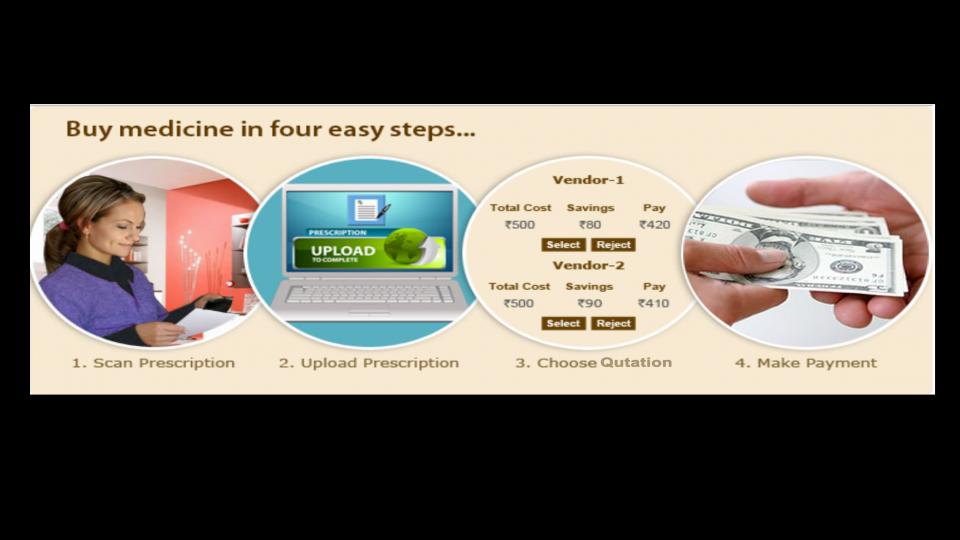 Buy medicine in four easy steps...
PRESCRIPTION
UPLOAD
TO COMPLETE
Vendor-1
Total Cost Savings Pay
₹500 ₹80 ₹420
Select Reject
Vendor-2
Total Cost Savings Pay
₹500 ₹90 ₹410
Select Reject
1. Scan Prescription
2. Upload Prescription
3. Choose Qutation
4. Make Payment